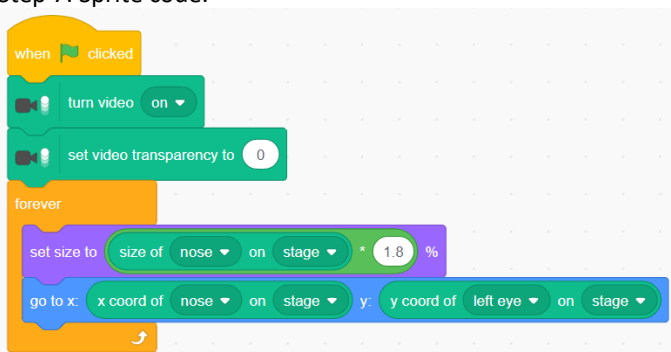 Step 7: Sprite code:
when clicked
turn video on
set video transparency to 0
forever
set size to size of nose on stage * 1.8 %
go to x: x coord of nose on stage y: y coord of left eye on stage